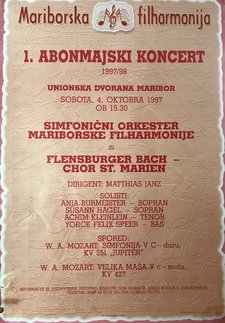 Mariborska filharmonija
1. ABONMAJSKI KONCERT
1997/98
UNIONSKA DVORANA MARIBOR
SOBOTA, 4. OKTOBRA 1997
OB 19.30
SIMFONIČNI ORKESTER
MARIBORSKE FILHARMONIJE
IN
FLENSBURGER BACH –
CHOR ST. MARIEN
DIRIGENT: MATTHIAS JANZ
SOLISTI:
ANJA BURMEISTER - SOPRAN
SUSANN HAGEL - SOPRAN
ACHIM KLEINLEIN - TENOR
YORCK FELIX SPEER - BAS
SPORED:
W. A. MOZART: SIMFONIJA V C - duru,
KV 551 „JUPITER"
W. A. MOZART: VELIKA MAŠA V c - molu,
KV 427